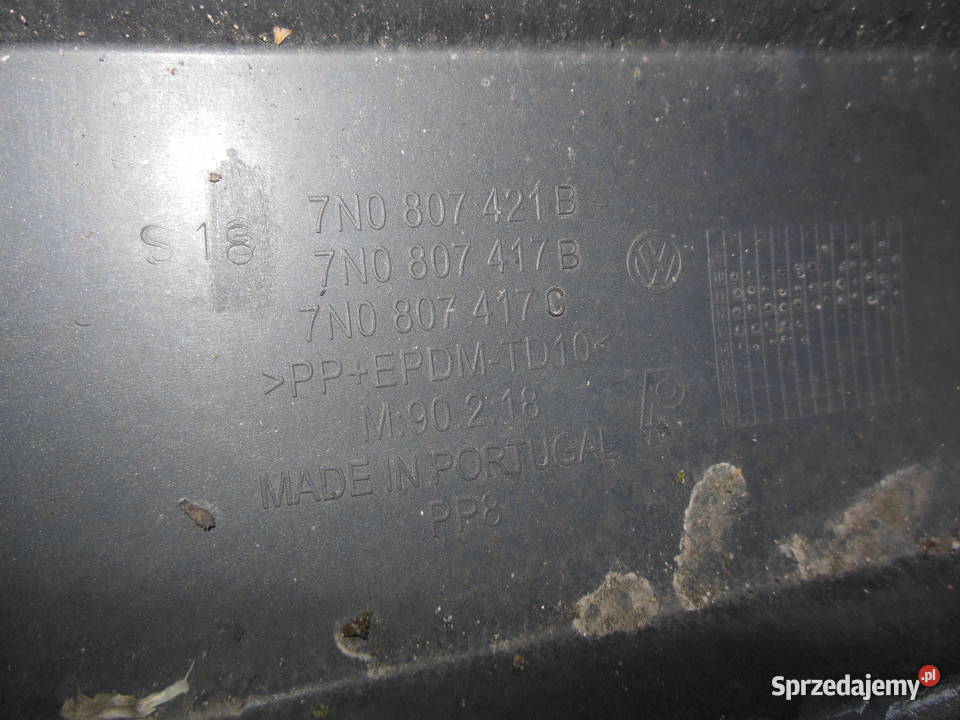 7N0 807 421 B
S 18
7N0 807 417 B
7N0 807 417 C
>PP+EPDM-TD10<
M:90.2.18
MADE IN PORTUGAL
PP8
Sprzedajemy.pl